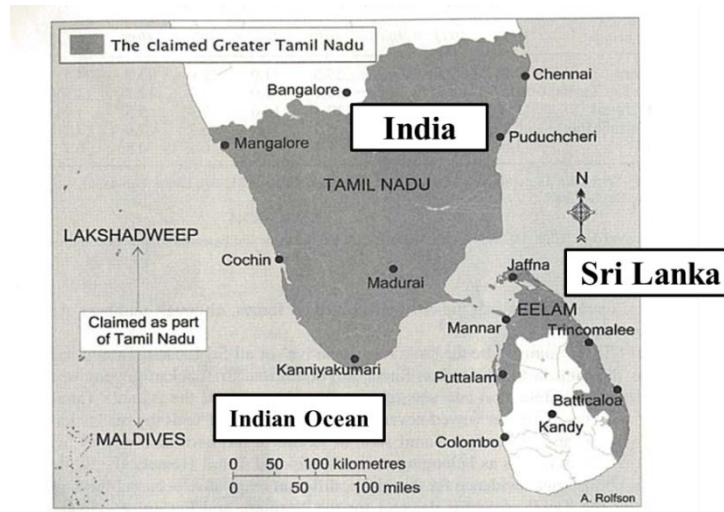 The claimed Greater Tamil Nadu
Chennai
Bangalore
India
Puduchcheri
Mangalore
TAMIL NADU
N
LAKSHADWEEP
Cochin
Madurai
Jaffna
Sri Lanka
EELAM
Claimed as part
of Tamil Nadu
Mannar
Trincomalee
Kanniyakumari
Puttalam
Batticaloa
Indian Ocean
Kandy
MALDIVES
Colombo
0 50 100 kilometres
0 50 100 miles
A. Rolfson